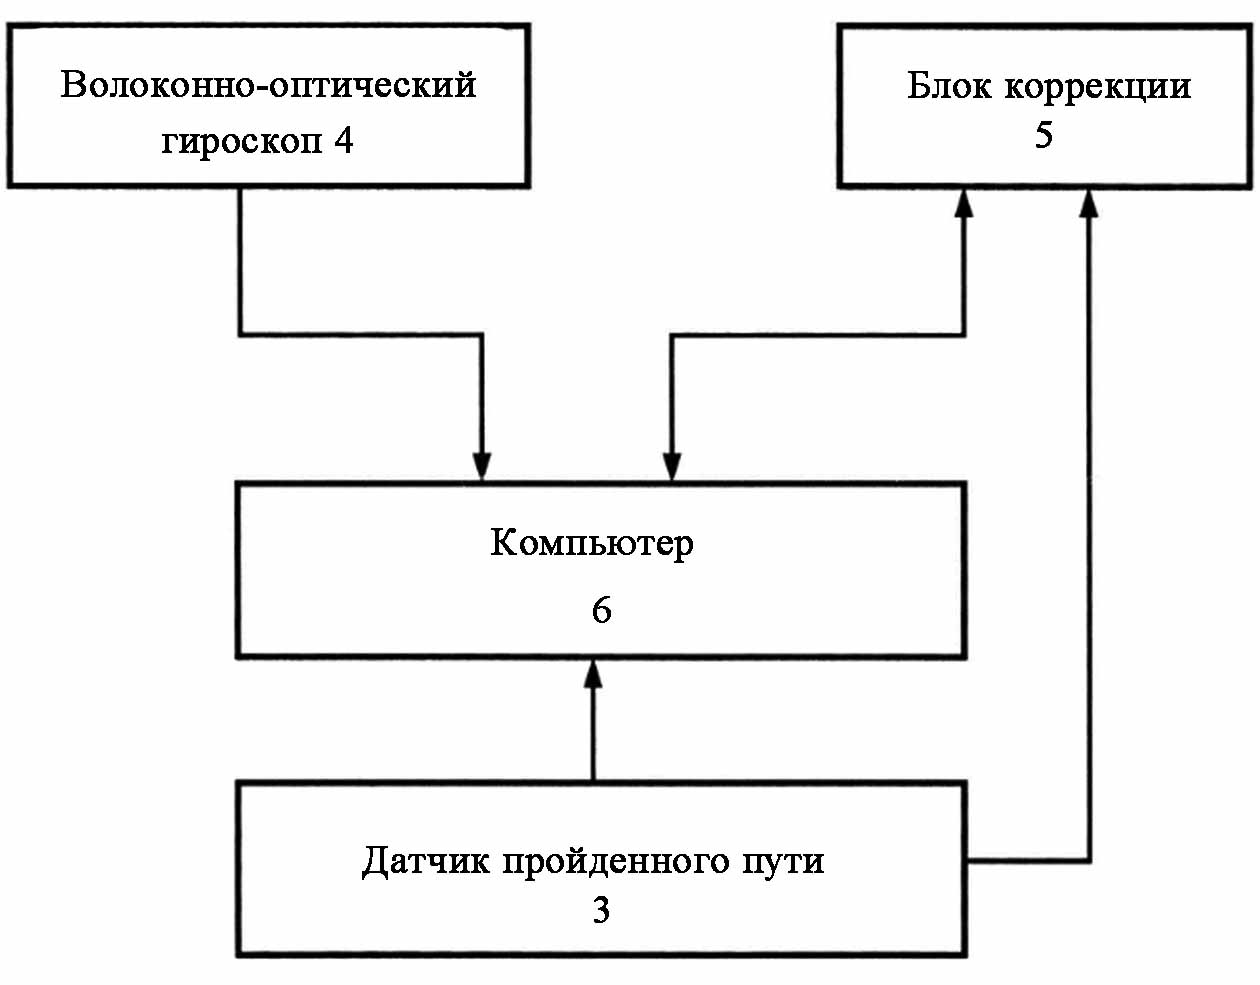 Волоконно-оптический
гироскоп 4
Блок коррекции
5
Компьютер
6
Датчик пройденного пути
3